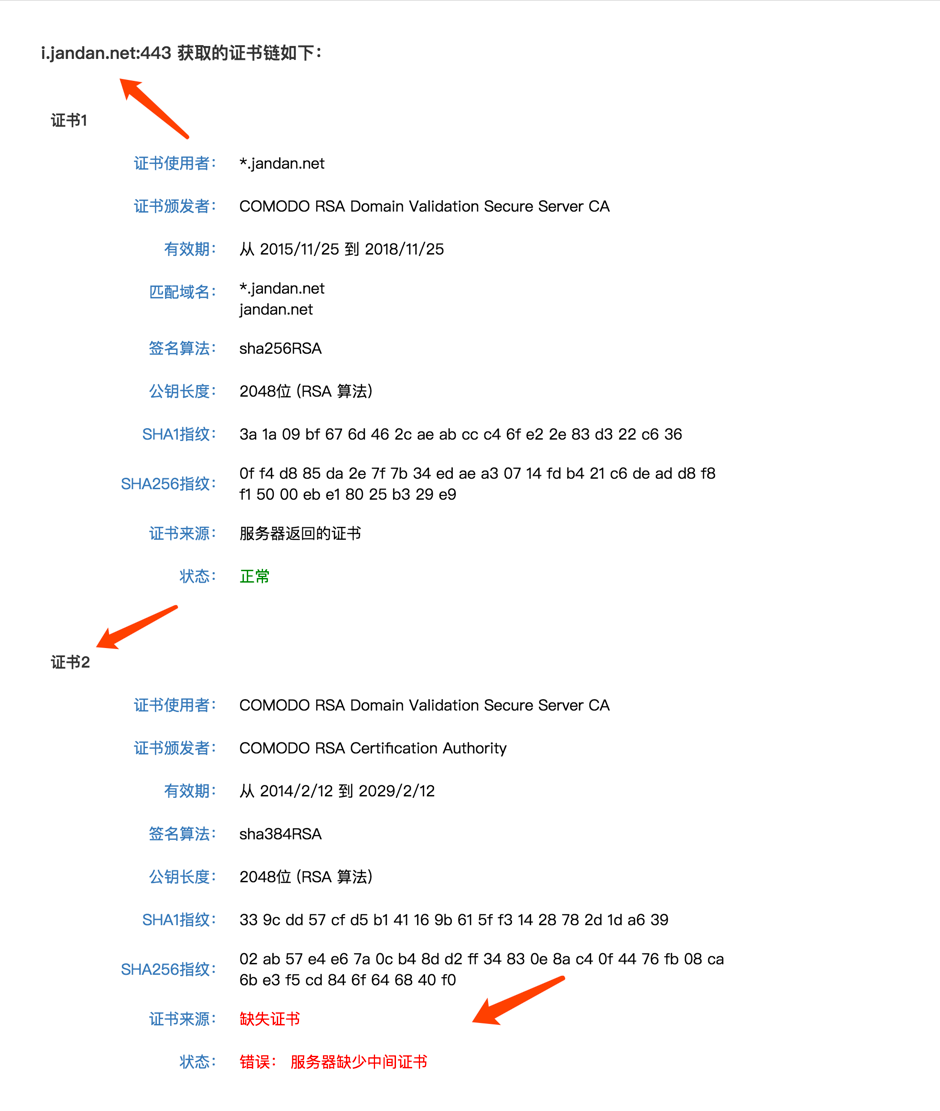 i.jandan.net:443 获取的证书链如下：
证书1
证书使用者： *.jandan.net
证书颁发者： COMODO RSA Domain Validation Secure Server CA
有效期： 从 2015/11/25 到 2018/11/25
匹配域名： *.jandan.net
jandan.net
签名算法： sha256RSA
公钥长度： 2048位 (RSA 算法)
SHA1指纹： 3a 1a 09 bf 67 6d 46 2c ae ab cc c4 6f e2 2e 83 d3 22 c6 36
SHA256指纹： 0f f4 d8 85 da 2e 7f 7b 34 ed ae a3 07 14 fd b4 21 c6 de ad d8 f8
f1 50 00 eb e1 80 25 b3 29 e9
证书来源： 服务器返回的证书
状态： 正常
证书2
证书使用者： COMODO RSA Domain Validation Secure Server CA
证书颁发者： COMODO RSA Certification Authority
有效期： 从 2014/2/12 到 2029/2/12
签名算法： sha384RSA
公钥长度： 2048位 (RSA 算法)
SHA1指纹： 33 9c dd 57 cf d5 b1 41 16 9b 61 5f f3 14 28 78 2d 1d a6 39
SHA256指纹： 02 ab 57 e4 e6 7a 0c b4 8d d2 ff 34 83 0e 8a c4 0f 44 76 fb 08 ca
6b e3 f5 cd 84 6f 64 68 40 f0
证书来源： 缺失证书
状态： 错误： 服务器缺少中间证书